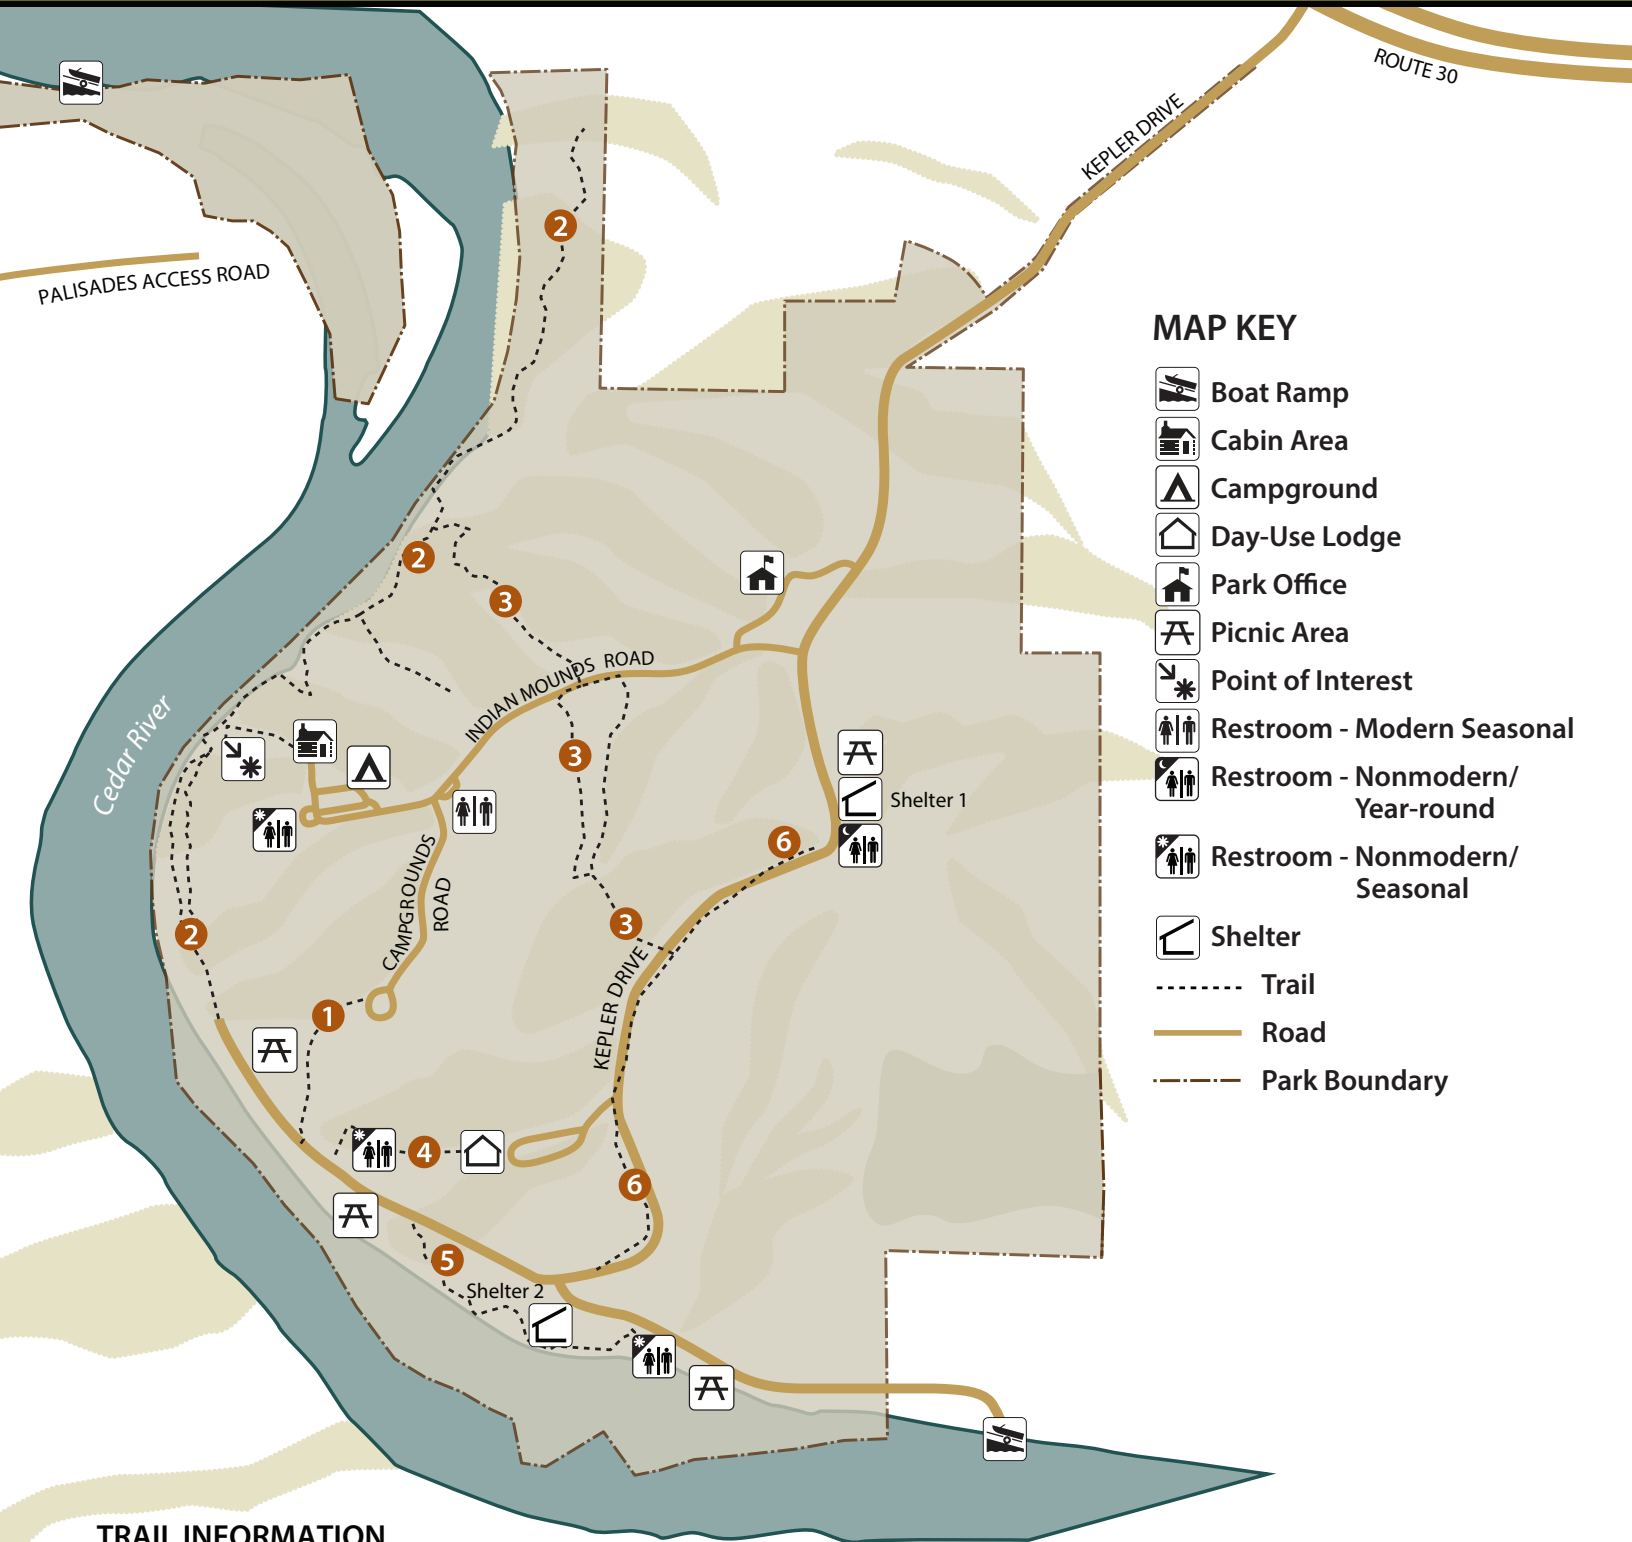 ROUTE 30
KEPLER DRIVE
2
PALISADES ACCESS ROAD
MAP KEY
Boat Ramp
Cabin Area
Campground
Day-Use Lodge
Park Office
Picnic Area
Point of Interest
Restroom - Modern Seasonal
Restroom - Nonmodern/
Year-round
Restroom - Nonmodern/
Seasonal
Shelter
Trail
Road
Park Boundary
2
3
INDIAN MOUNDS ROAD
Cedar River
3
Shelter 1
6
CAMPGROUNDS
ROAD
2
3
KEPLER DRIVE
1
4
6
5
Shelter 2
TRAIL INFORMATION